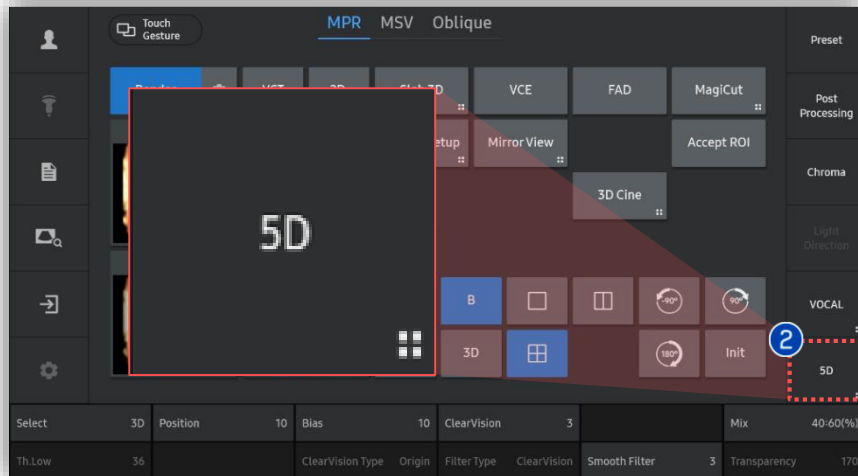 Touch
Gesture
MPR MSV Oblique
Preset
VCE FAD MagiCut
Post
Processing
Mirror View Accept ROI
Chroma
3D Cine
5D
Light
Direction
B -90° 90°
VOCAL
2
3D 180° Init
5D
Select 3D Position 10 Bias 10 ClearVision 3 Mix 40:60(%)
Th.Low 36 ClearVision Type Origin Filter Type ClearVision Smooth Filter 3 Transparency 170